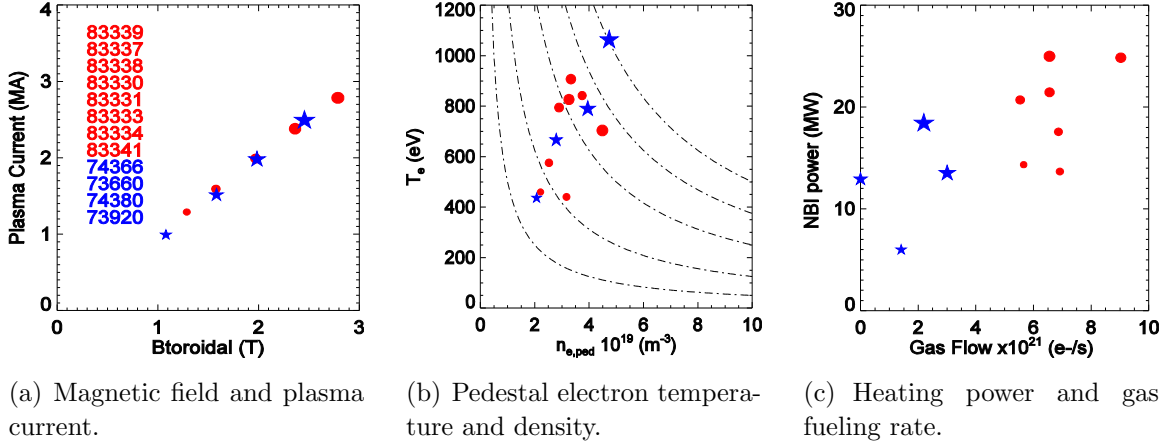 4
3
2
1
0
Plasma Current (MA)
83339
83337
83338
83330
83331
83333
83334
83341
74366
73660
74380
73920
0 1 2 3
Btoroidal (T)
(a) Magnetic field and plasma
current.
1200
1000
800
600
400
200
0
T_e (eV)
0 2 4 6 8 10
n_e,ped 10^19 (m^-3)
(b) Pedestal electron tempera-
ture and density.
30
20
10
0
NBI power (MW)
0 2 4 6 8 10
Gas Flow x10^21 (e-/s)
(c) Heating power and gas
fueling rate.